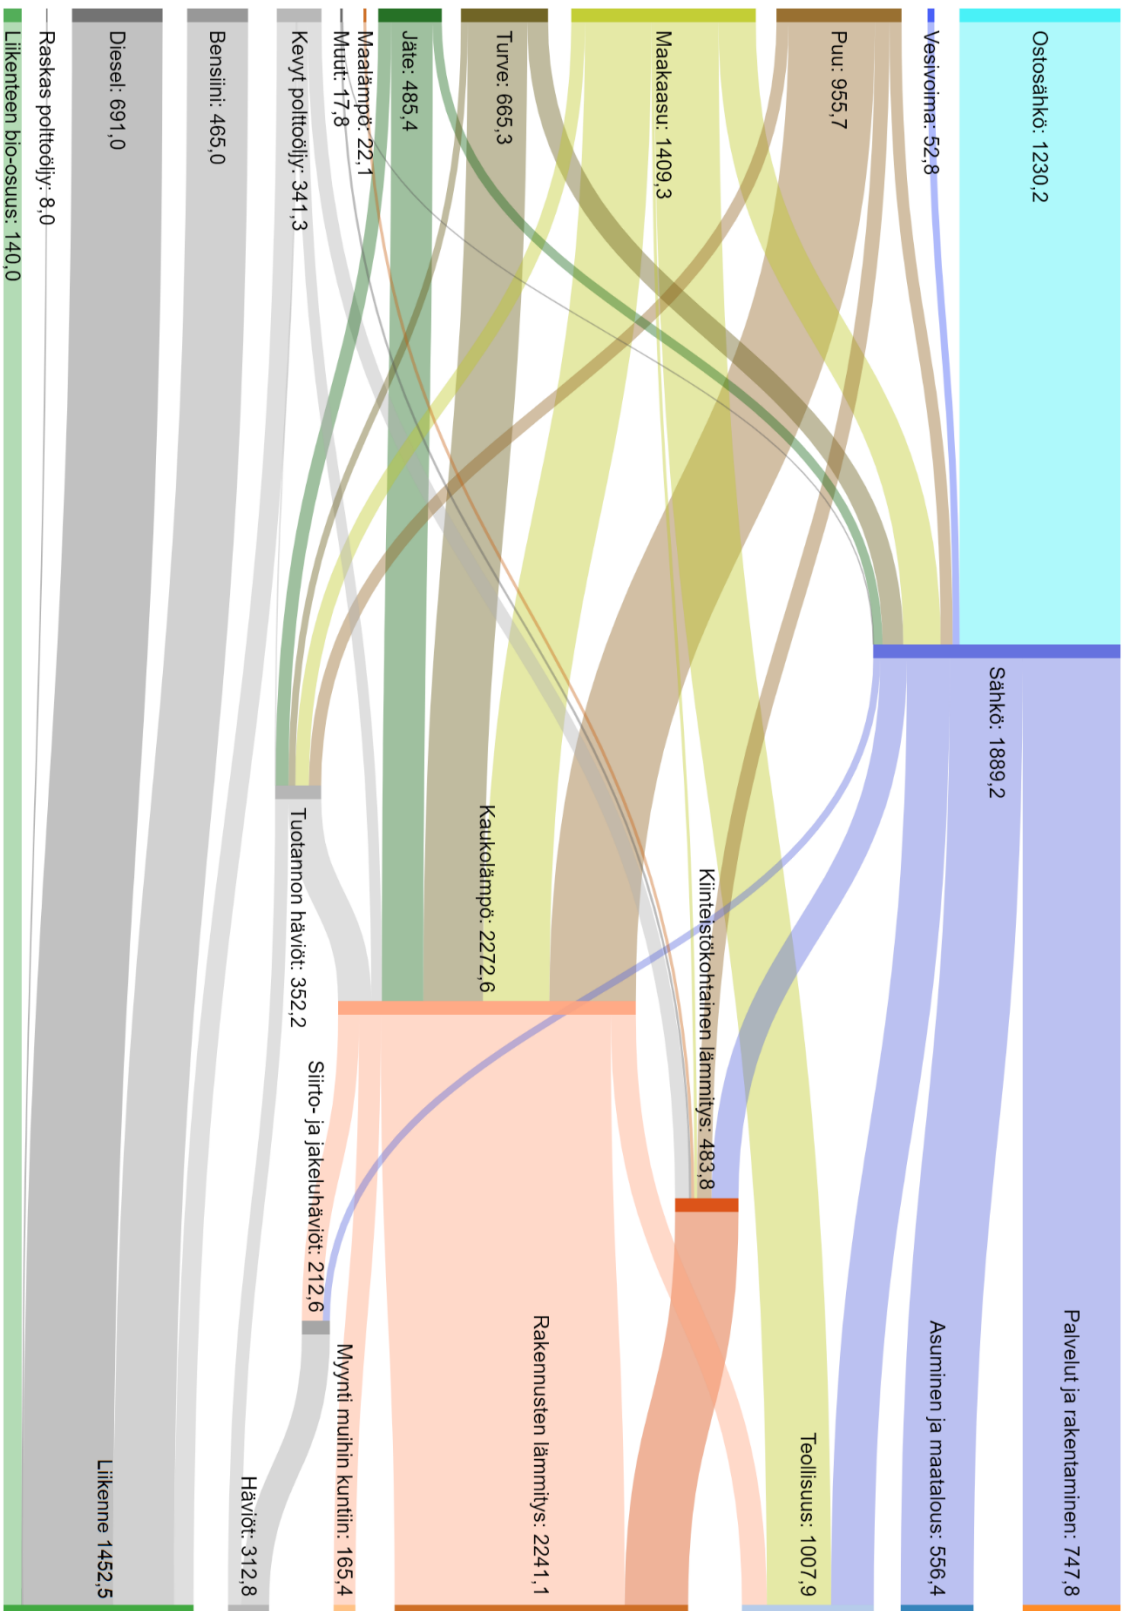 Ostosähkö: 1230,2
Vesivoima: 52,8
Puu: 955,7
Maakaasu: 1409,3
Turve: 665,3
Jäte: 485,4
Maalämpö: 22,1
Muut: 17,8
Kevyt polttoöljy: 341,3
Bensiini: 465,0
Diesel: 691,0
Raskas polttoöljy: 8,0
Liikenteen bio-osuus: 140,0
Sähkö: 1889,2
Tuotannon häviöt: 352,2
Kaukolämpö: 2272,6
Kiinteistökohtainen lämmitys: 483,8
Siirto- ja jakeluhäviöt: 212,6
Palvelut ja rakentaminen: 747,8
Asuminen ja maatalous: 556,4
Teollisuus: 1007,9
Rakennusten lämmitys: 2241,1
Myynti muihin kuntiin: 165,4
Häviöt: 312,8
Liikenne 1452,5